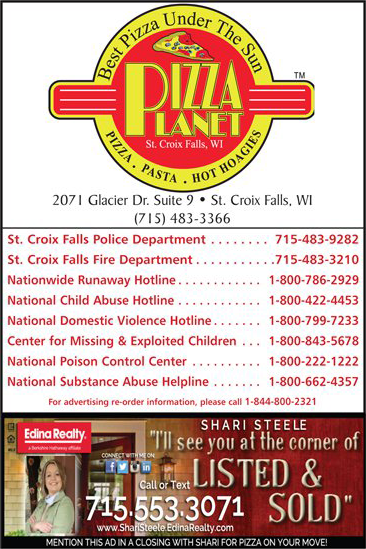 Best Pizza Under The Sun
TM
PIZZA
PLANET
St. Croix Falls, WI
PIZZA . PASTA . HOT HOAGIES
2071 Glacier Dr. Suite 9 • St. Croix Falls, WI
(715) 483-3366
St. Croix Falls Police Department . . . . . . . . 715-483-9282
St. Croix Falls Fire Department . . . . . . . . . . .715-483-3210
Nationwide Runaway Hotline . . . . . . . . . . . . 1-800-786-2929
National Child Abuse Hotline . . . . . . . . . . . . 1-800-422-4453
National Domestic Violence Hotline . . . . . . . 1-800-799-7233
Center for Missing & Exploited Children . . . 1-800-843-5678
National Poison Control Center . . . . . . . . . . 1-800-222-1222
National Substance Abuse Helpline . . . . . . . 1-800-662-4357
For advertising re-order information, please call 1-844-800-2321
SHARI STEELE
Edina Realty.
a Berkshire Hathaway affiliate
"I'll see you at the corner of
CONNECT WITH ME ON:
LISTED &
SOLD"
Call or Text
715.553.3071
www.ShariSteele.EdinaRealty.com
MENTION THIS AD IN A CLOSING WITH SHARI FOR PIZZA ON YOUR MOVE!